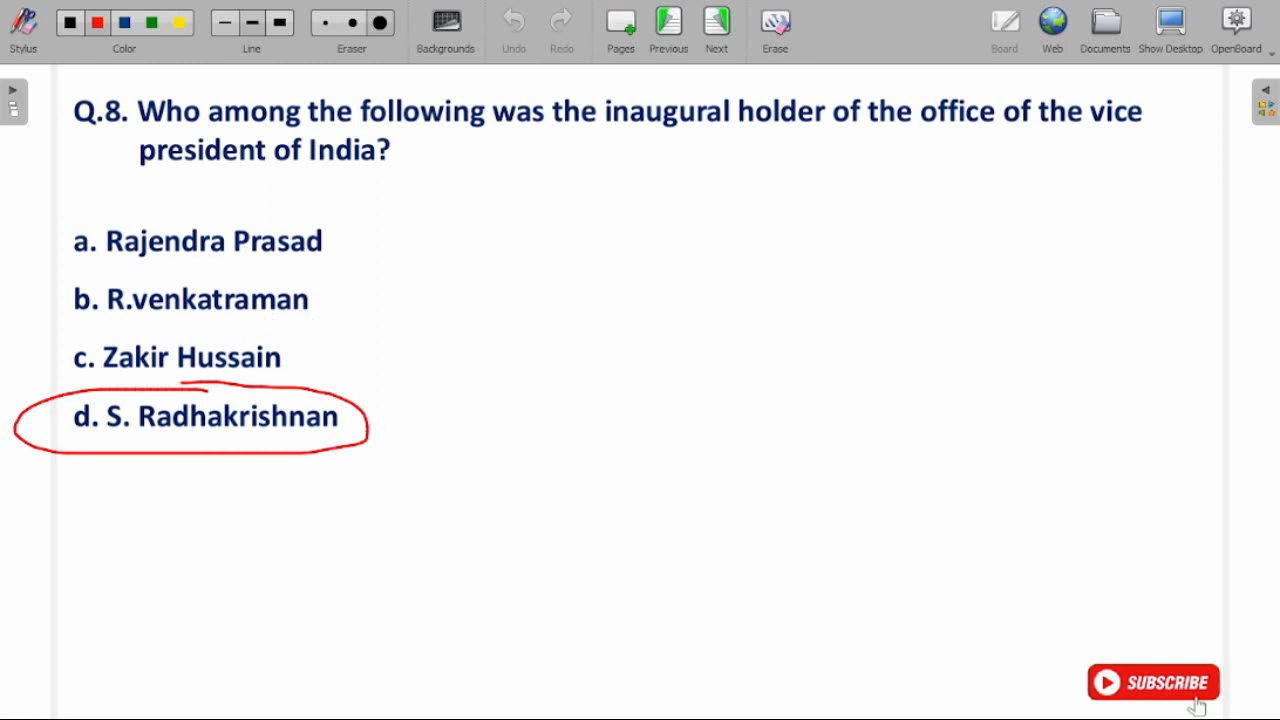 Stylus
Color
Line
Eraser
Backgrounds
Undo
Redo
Pages
Previous
Next
Erase
Board
Web
Documents
Show Desktop
OpenBoard
Q.8. Who among the following was the inaugural holder of the office of the vice
president of India?
a. Rajendra Prasad
b. R.venkatraman
c. Zakir Hussain
d. S. Radhakrishnan
SUBSCRIBE